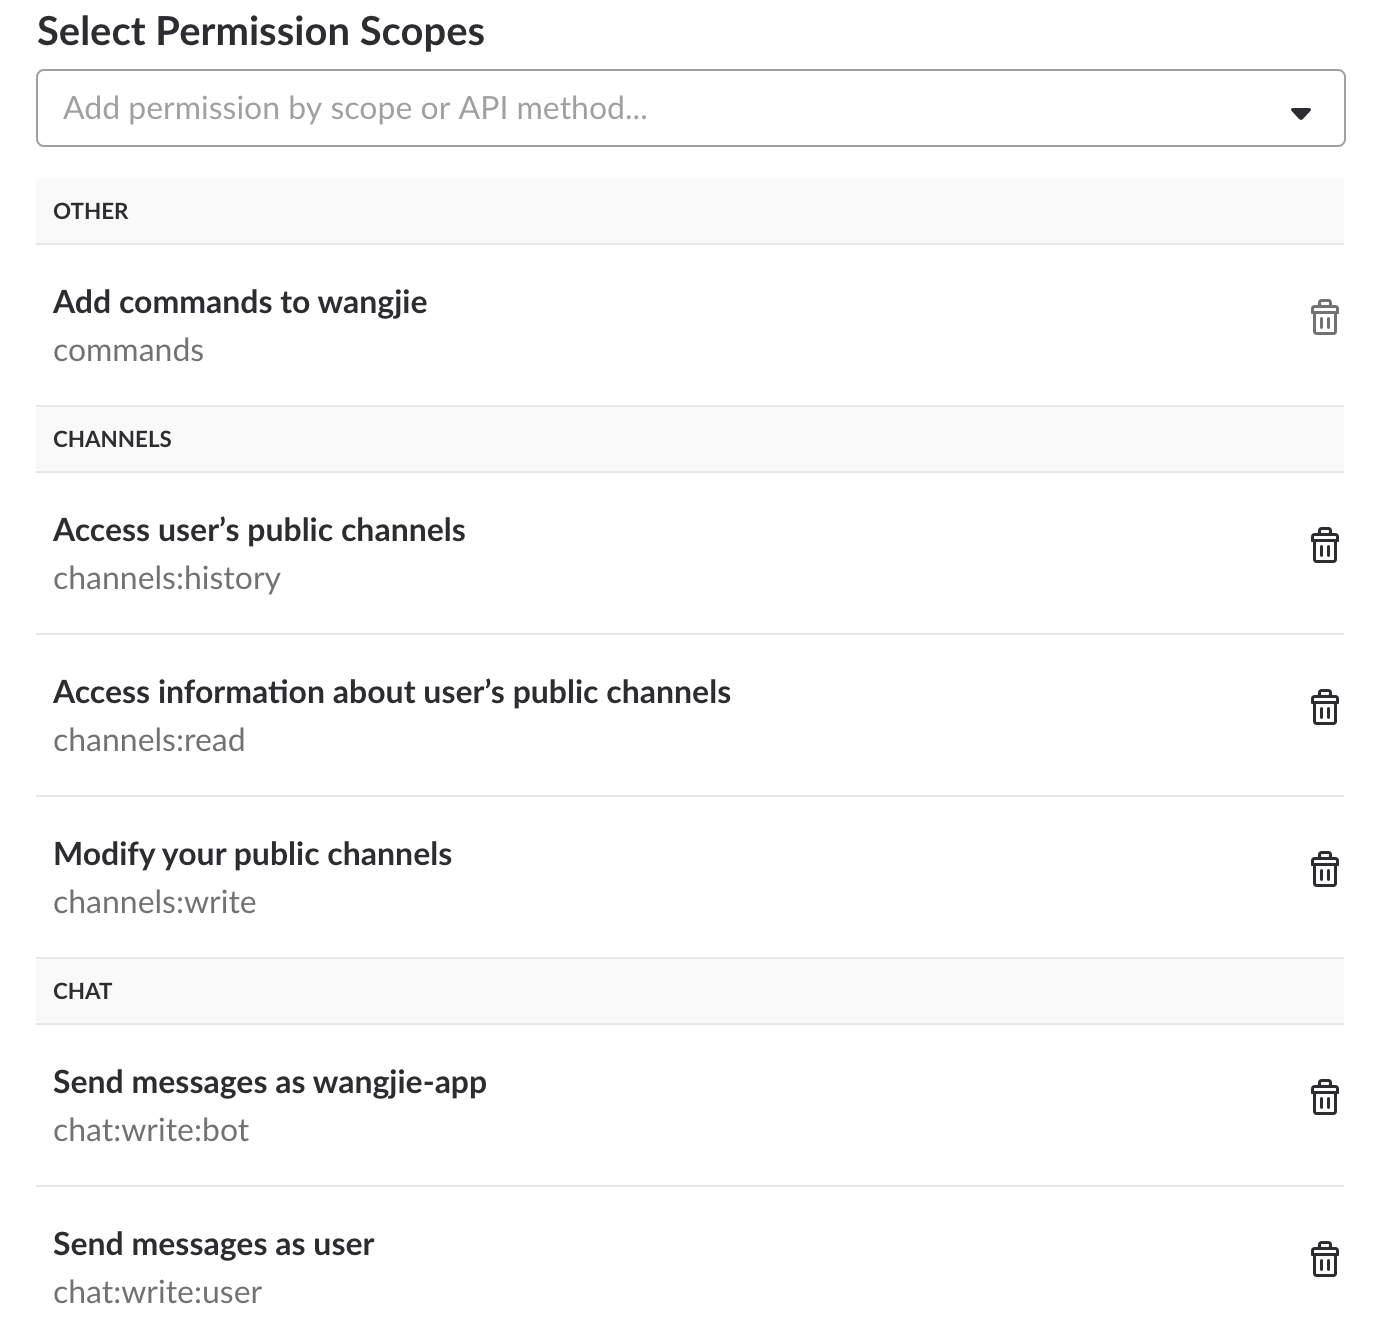 Select Permission Scopes
Add permission by scope or API method...
OTHER
Add commands to wangjie
commands
CHANNELS
Access user’s public channels
channels:history
Access information about user’s public channels
channels:read
Modify your public channels
channels:write
CHAT
Send messages as wangjie-app
chat:write:bot
Send messages as user
chat:write:user